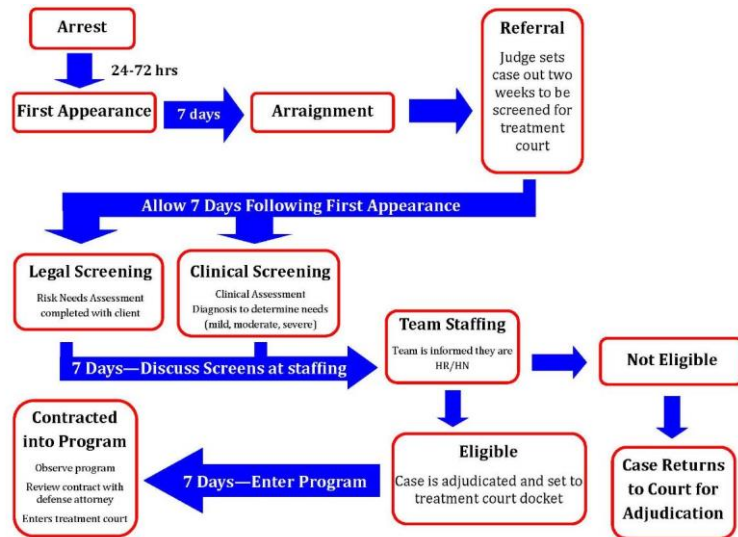 Arrest
24-72 hrs
First Appearance
7 days
Arraignment
Referral
Judge sets
case out two
weeks to be
screened for
treatment
court
Allow 7 Days Following First Appearance
Legal Screening
Risk Needs Assessment
completed with client
Clinical Screening
Clinical Assessment
Diagnosis to determine needs
(mild, moderate, severe)
7 Days—Discuss Screens at staffing
Team Staffing
Team is informed they are
HR/HN
Not Eligible
Contracted
into Program
Observe program
Review contract with
defense attorney
Enters treatment court
7 Days—Enter Program
Eligible
Case is adjudicated and set to
treatment court docket
Case Returns
to Court for
Adjudication